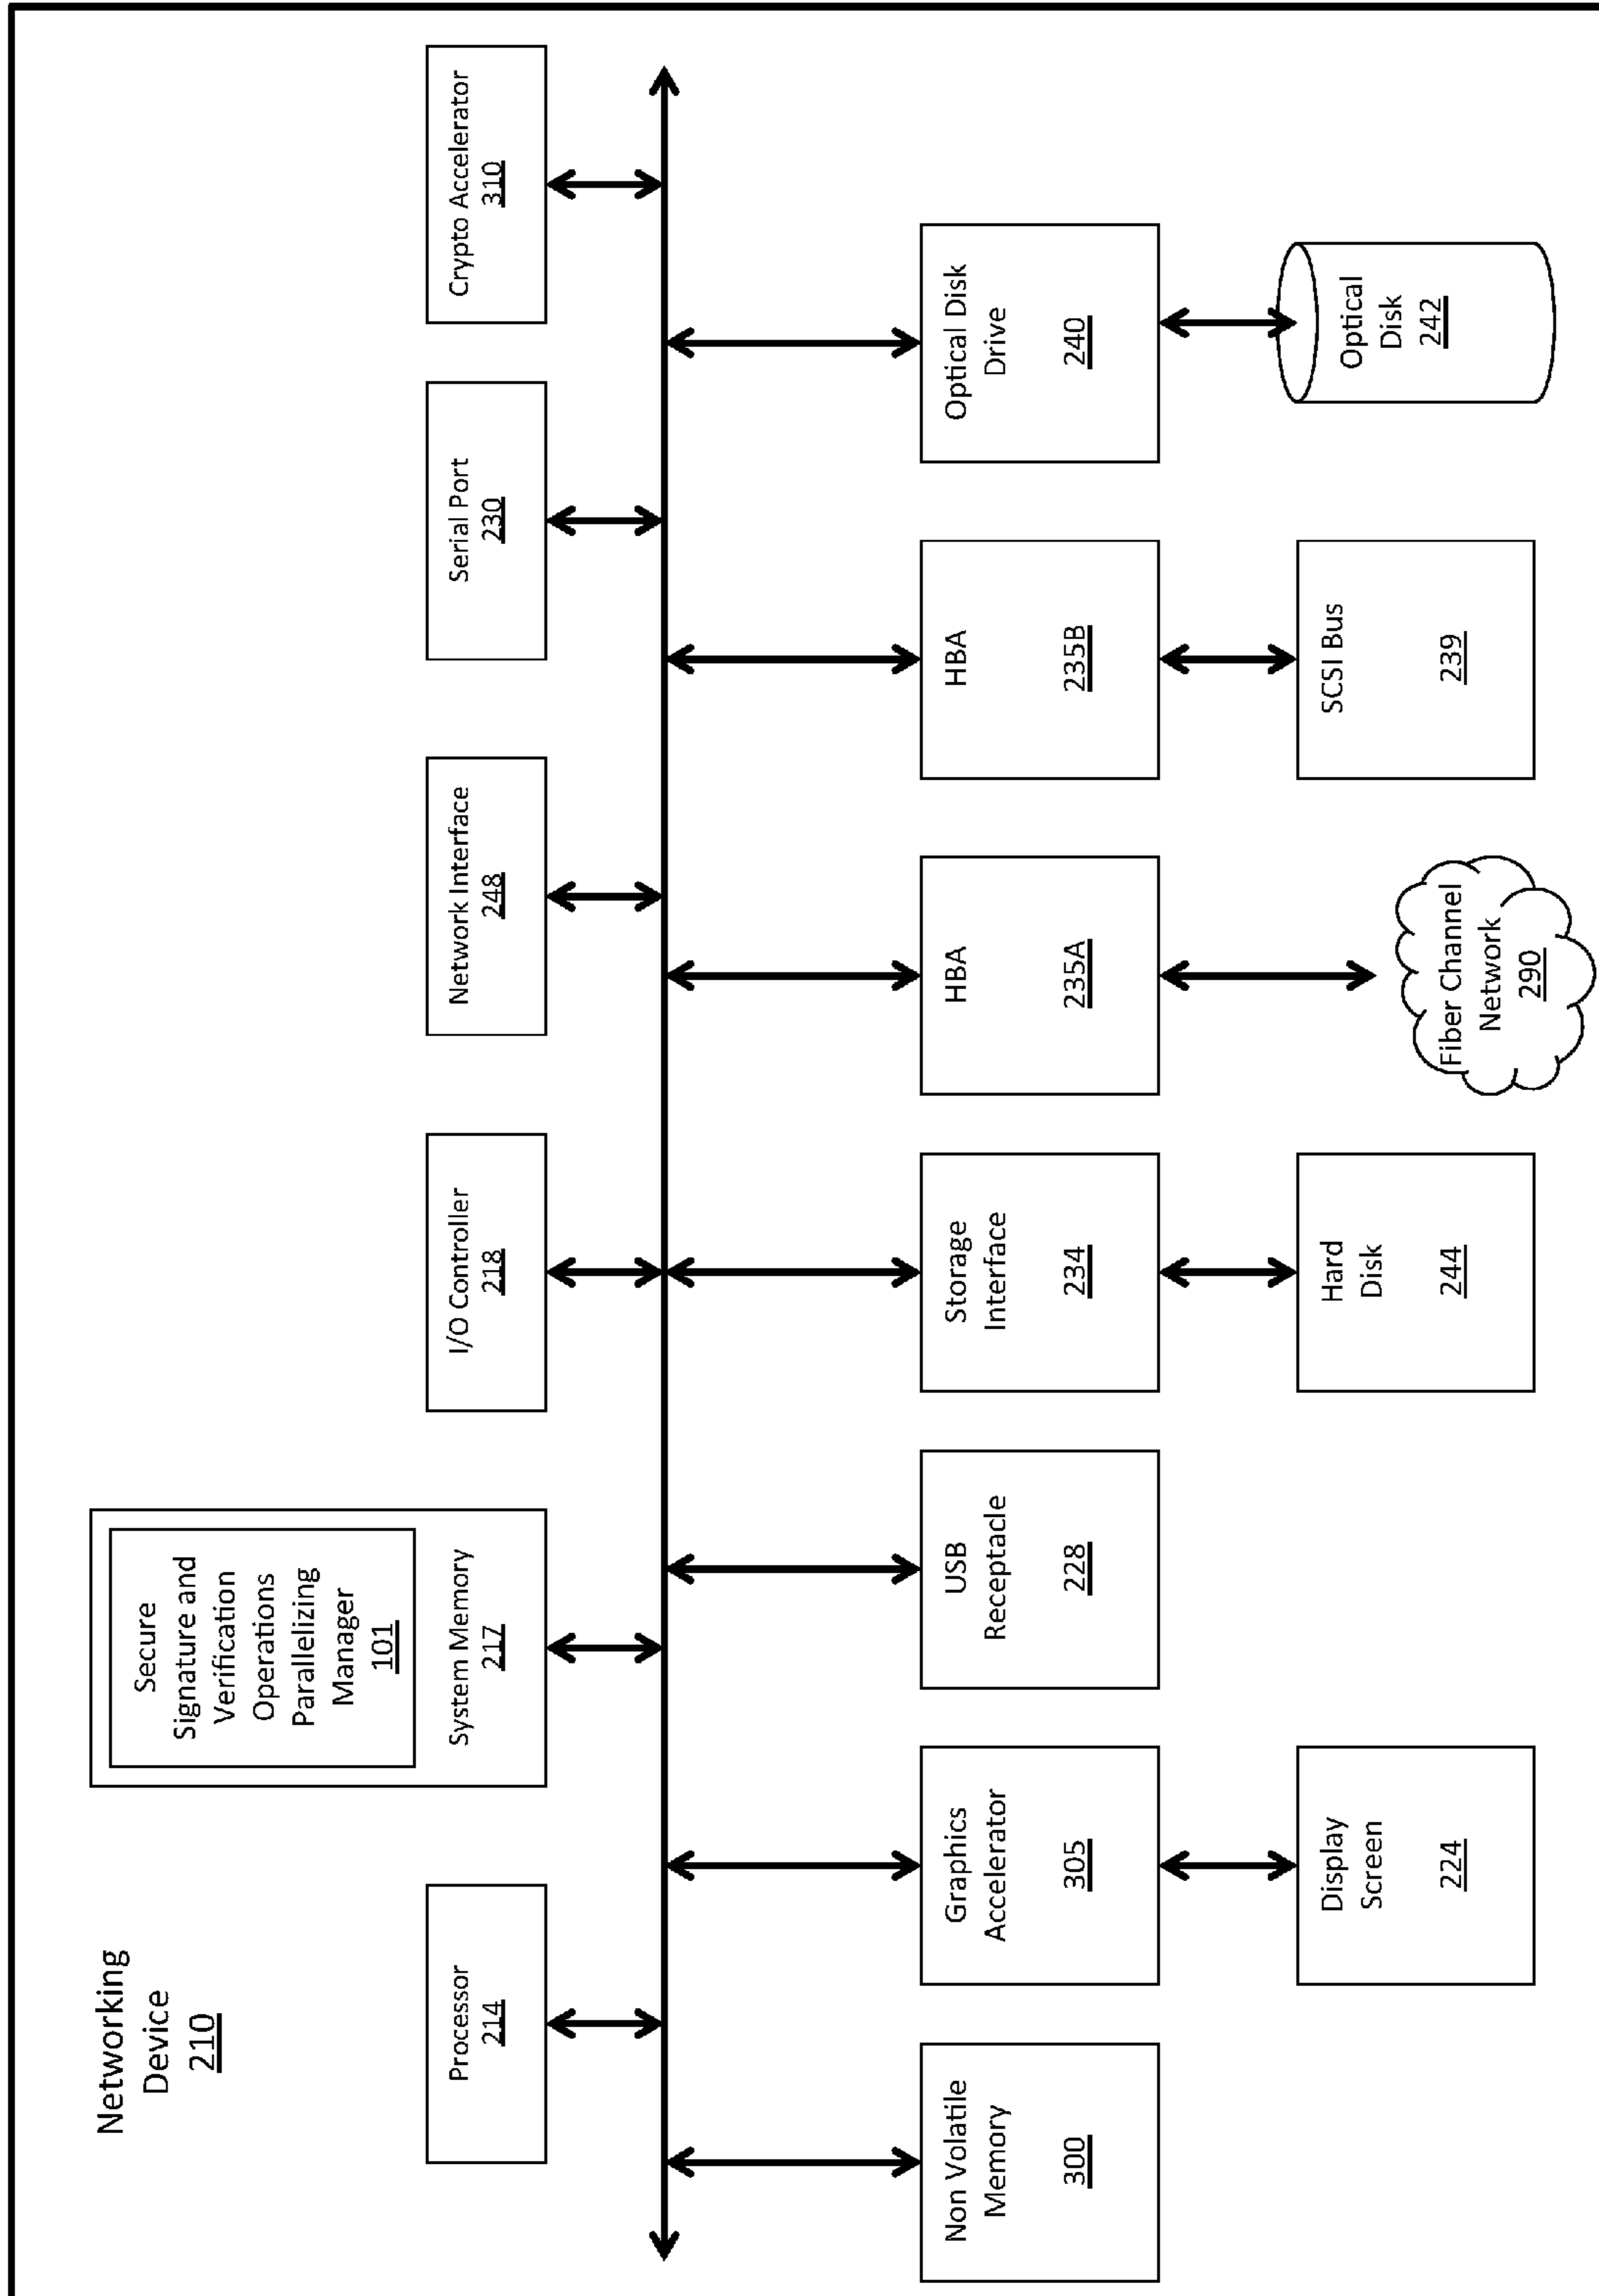 Networking
Device
210
Processor
214
Secure
Signature and
Verification
Operations
Parallelizing
Manager
101
System Memory
217
I/O Controller
218
Network Interface
248
Serial Port
230
Crypto Accelerator
310
Non Volatile
Memory
300
Graphics
Accelerator
305
USB
Receptacle
228
Storage
Interface
234
HBA
235A
HBA
235B
Optical Disk
Drive
240
Display
Screen
224
Hard
Disk
244
Fiber Channel
Network
290
SCSI Bus
239
Optical
Disk
242